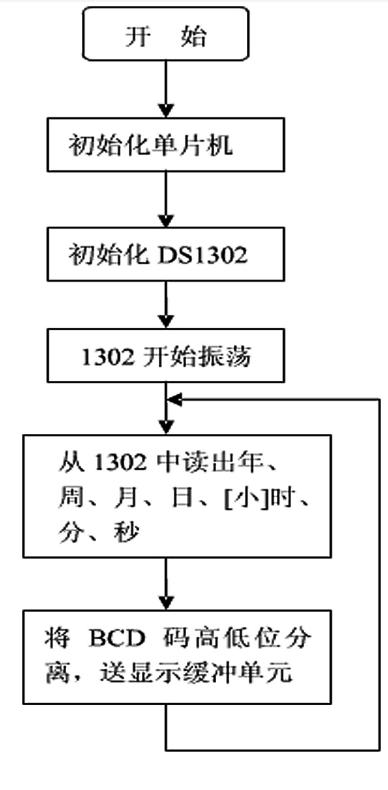 开 始
初始化单片机
初始化 DS1302
1302 开始振荡
从 1302 中读出年、
周、月、日、[小]时、
分、秒
将 BCD 码高低位分
离，送显示缓冲单元